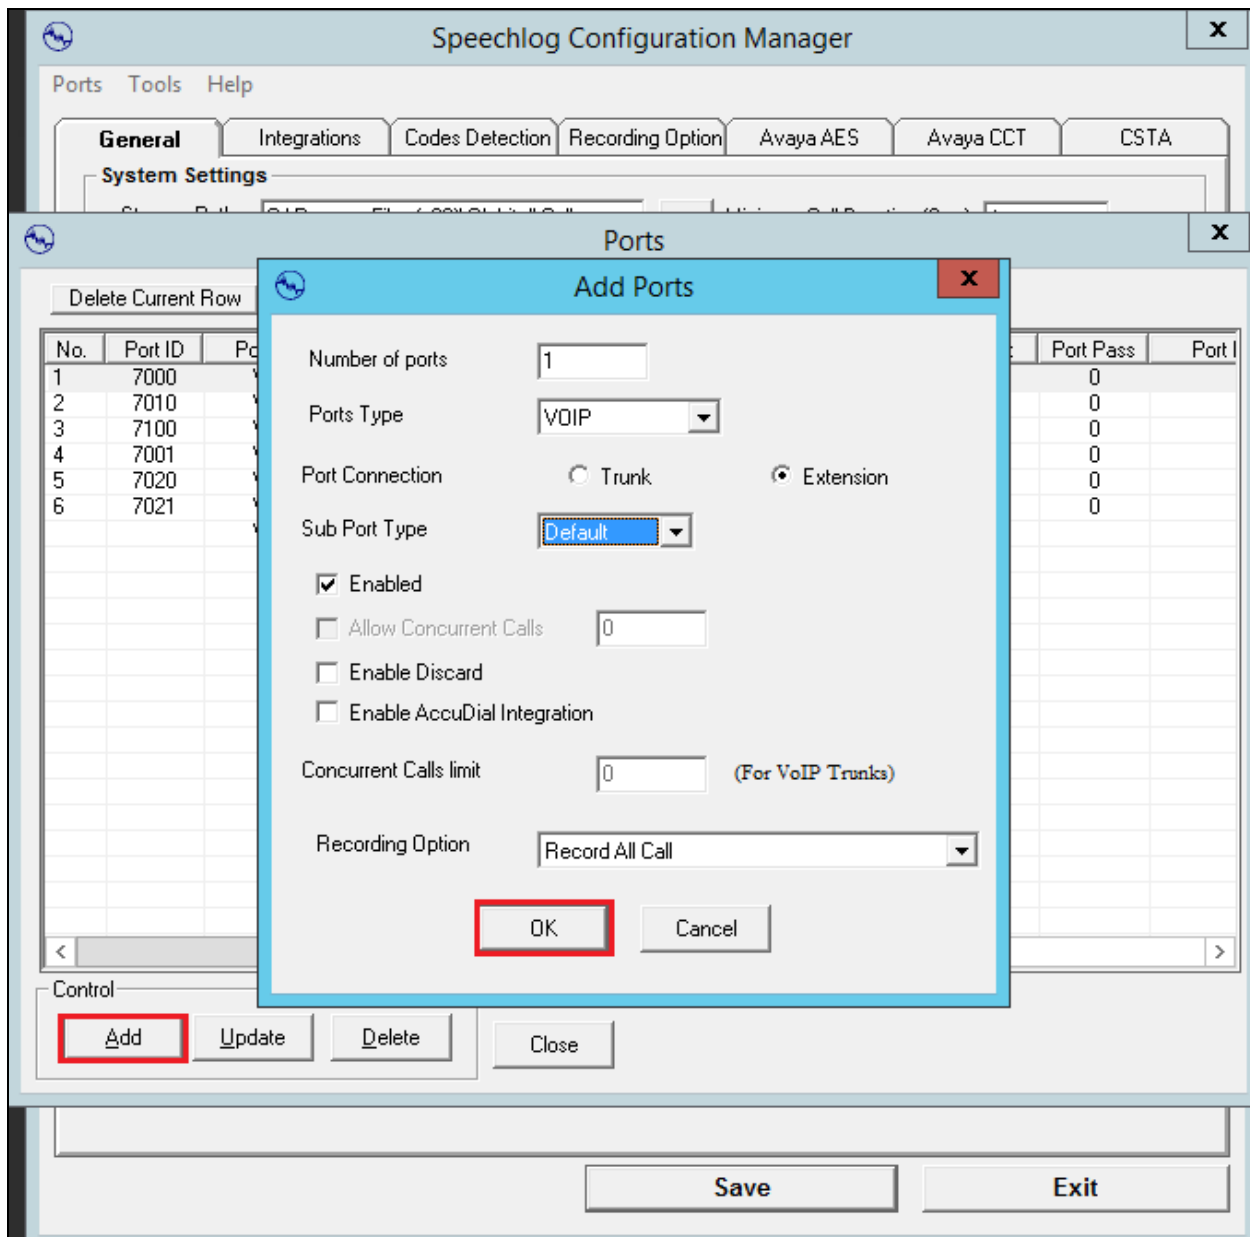 Speechlog Configuration Manager
x
Ports Tools Help
General Integrations Codes Detection Recording Option Avaya AES Avaya CCT CSTA
System Settings
Ports
x
Delete Current Row
Add Ports
x
No. Port ID Port Pass
1 7000 0
2 7010 0
3 7100 0
4 7001 0
5 7020 0
6 7021 0
Number of ports 1
Ports Type VOIP
Port Connection Trunk Extension
Sub Port Type Default
Enabled
Allow Concurrent Calls 0
Enable Discard
Enable AccuDial Integration
Concurrent Calls limit 0 (For VoIP Trunks)
Recording Option Record All Call
OK Cancel
Control
Add Update Delete Close
Save Exit